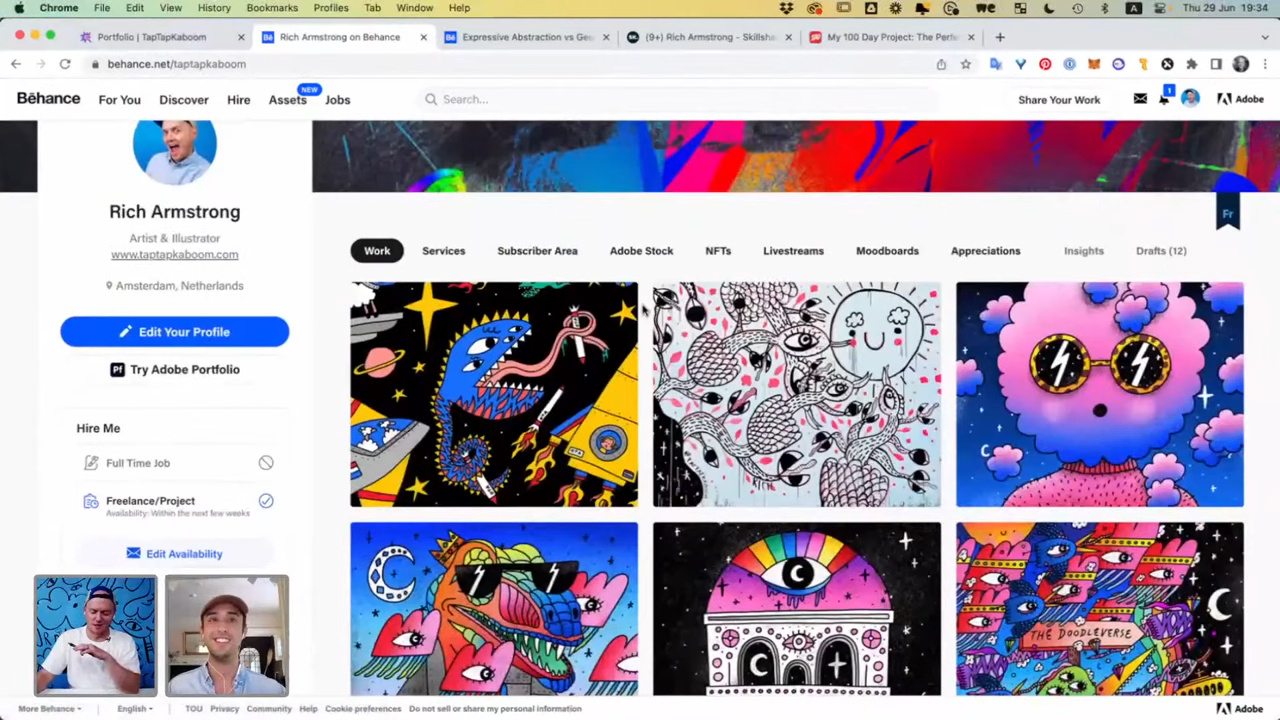 Chrome File Edit View History Bookmarks Profiles Tab Window Help A Thu 29 Jun 19:34
Portfolio | TapTapKaboom
Rich Armstrong on Behance
Expressive Abstraction vs Geo
(9+) Rich Armstrong - Skillsha
My 100 Day Project: The Perfe
behance.net/taptapkaboom
NEW
Bēhance For You Discover Hire Assets Jobs Search... Share Your Work 1 Adobe
Rich Armstrong
Artist & Illustrator
www.taptapkaboom.com
Amsterdam, Netherlands
Edit Your Profile
Pf Try Adobe Portfolio
Hire Me
Full Time Job
Freelance/Project
Availability: Within the next few weeks
Edit Availability
Fr
Work Services Subscriber Area Adobe Stock NFTs Livestreams Moodboards Appreciations Insights Drafts (12)
THE DOODLEVERSE
More Behance English TOU Privacy Community Help Cookie preferences Do not sell or share my personal information Adobe